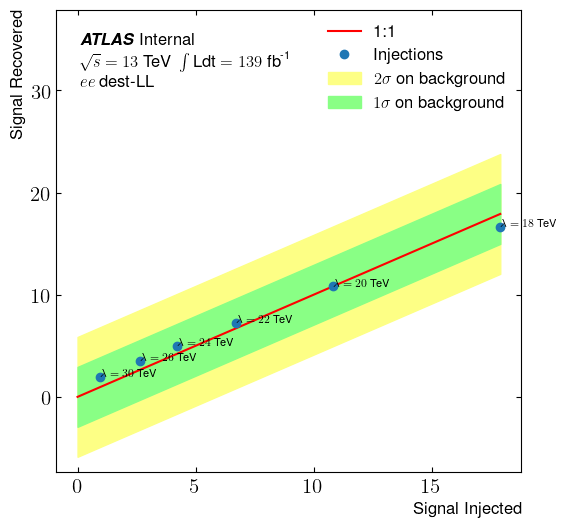 ATLAS Internal
√s = 13 TeV ∫ Ldt = 139 fb⁻¹
ee dest-LL
1:1
Injections
2σ on background
1σ on background
Signal Recovered
30
20
10
0
λ = 18 TeV
λ = 20 TeV
λ = 22 TeV
λ = 24 TeV
λ = 26 TeV
λ = 30 TeV
0
5
10
15
Signal Injected